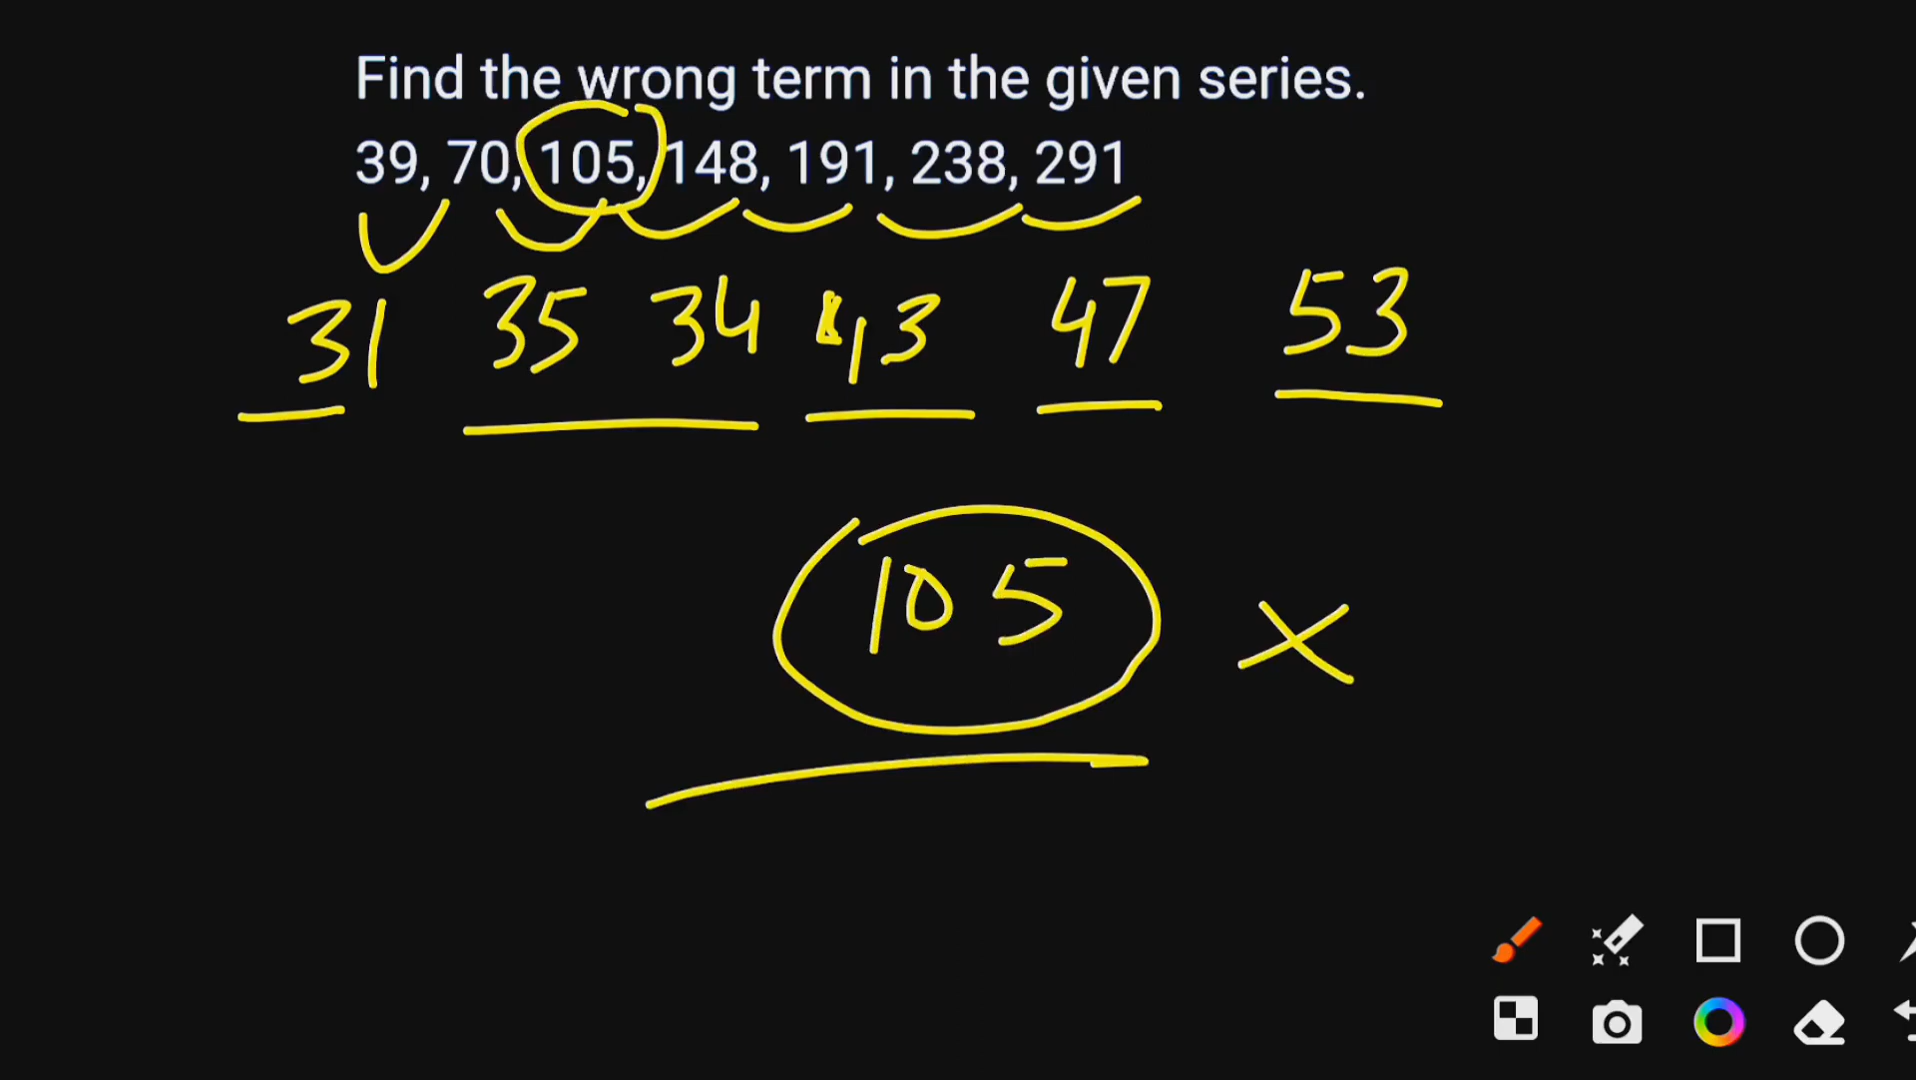 Find the wrong term in the given series.
39, 70, 105, 148, 191, 238, 291
31 35 34 43 47 53
105 x